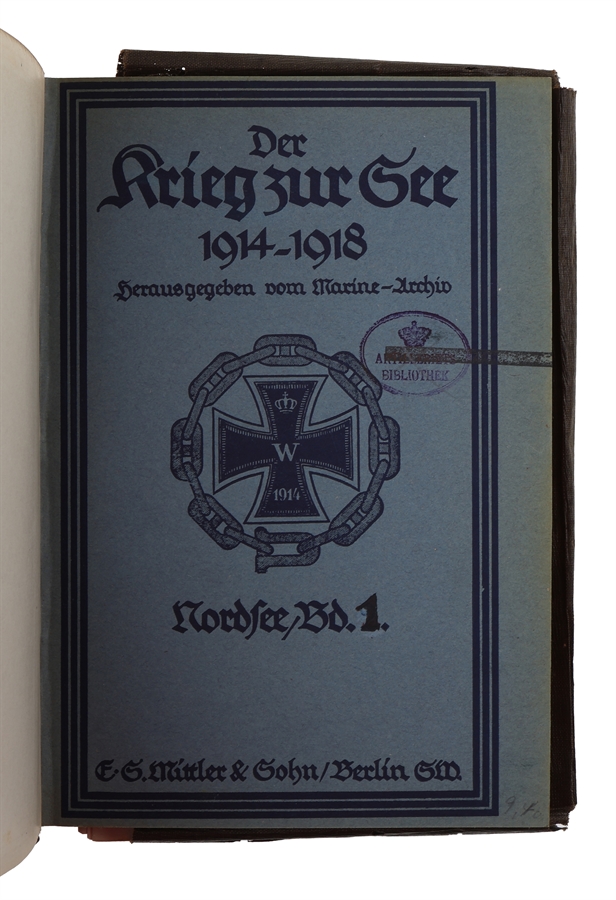 Der
Krieg zur See
1914-1918
Herausgegeben vom Marine-Archiv
BIBLIOTHEK
W
1914
Nordsee/Bd. 1.
E. S. Mittler & Sohn/Berlin SW.